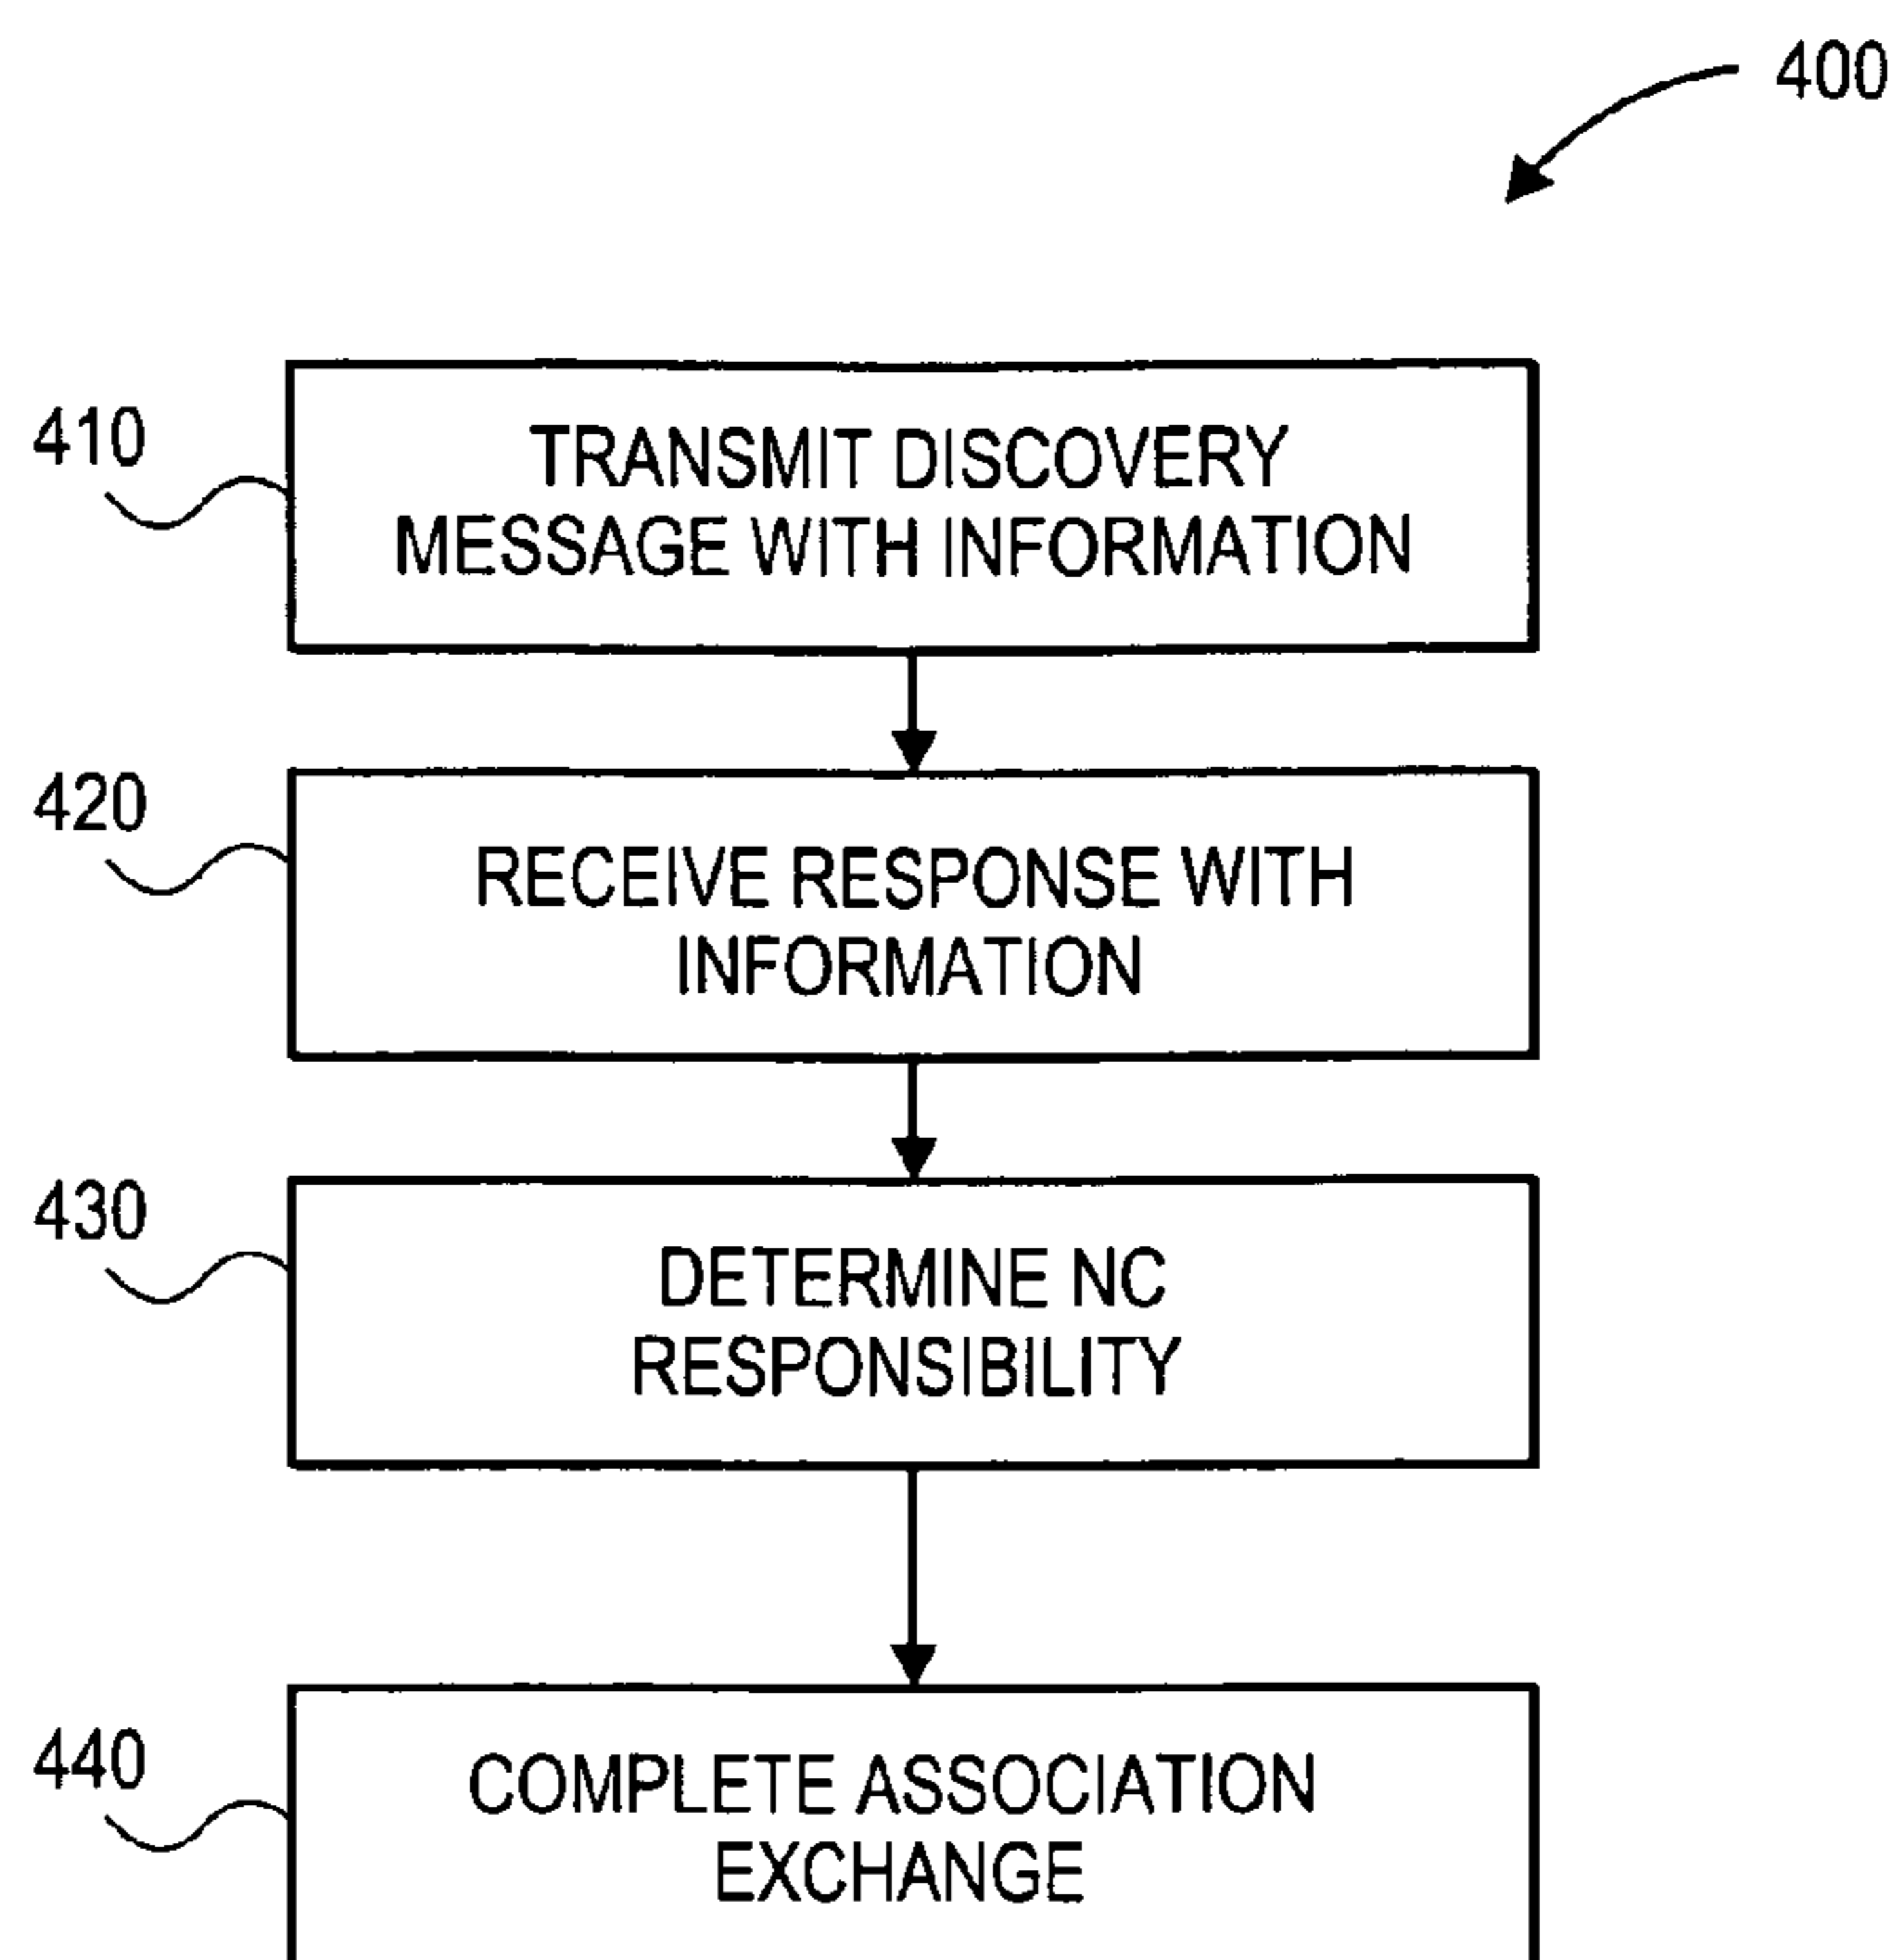 400
410
TRANSMIT DISCOVERY
MESSAGE WITH INFORMATION
420
RECEIVE RESPONSE WITH
INFORMATION
430
DETERMINE NC
RESPONSIBILITY
440
COMPLETE ASSOCIATION
EXCHANGE